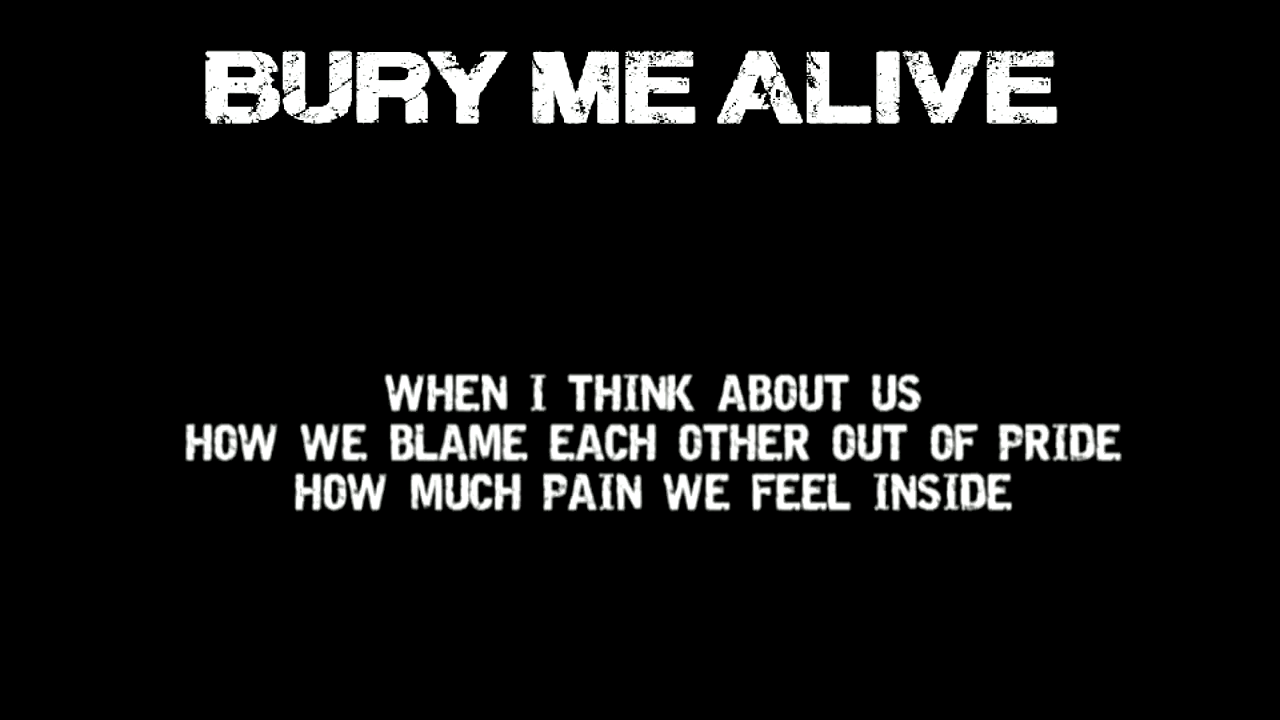 BURY ME ALIVE
WHEN I THINK ABOUT US
HOW WE BLAME EACH OTHER OUT OF PRIDE
HOW MUCH PAIN WE FEEL INSIDE